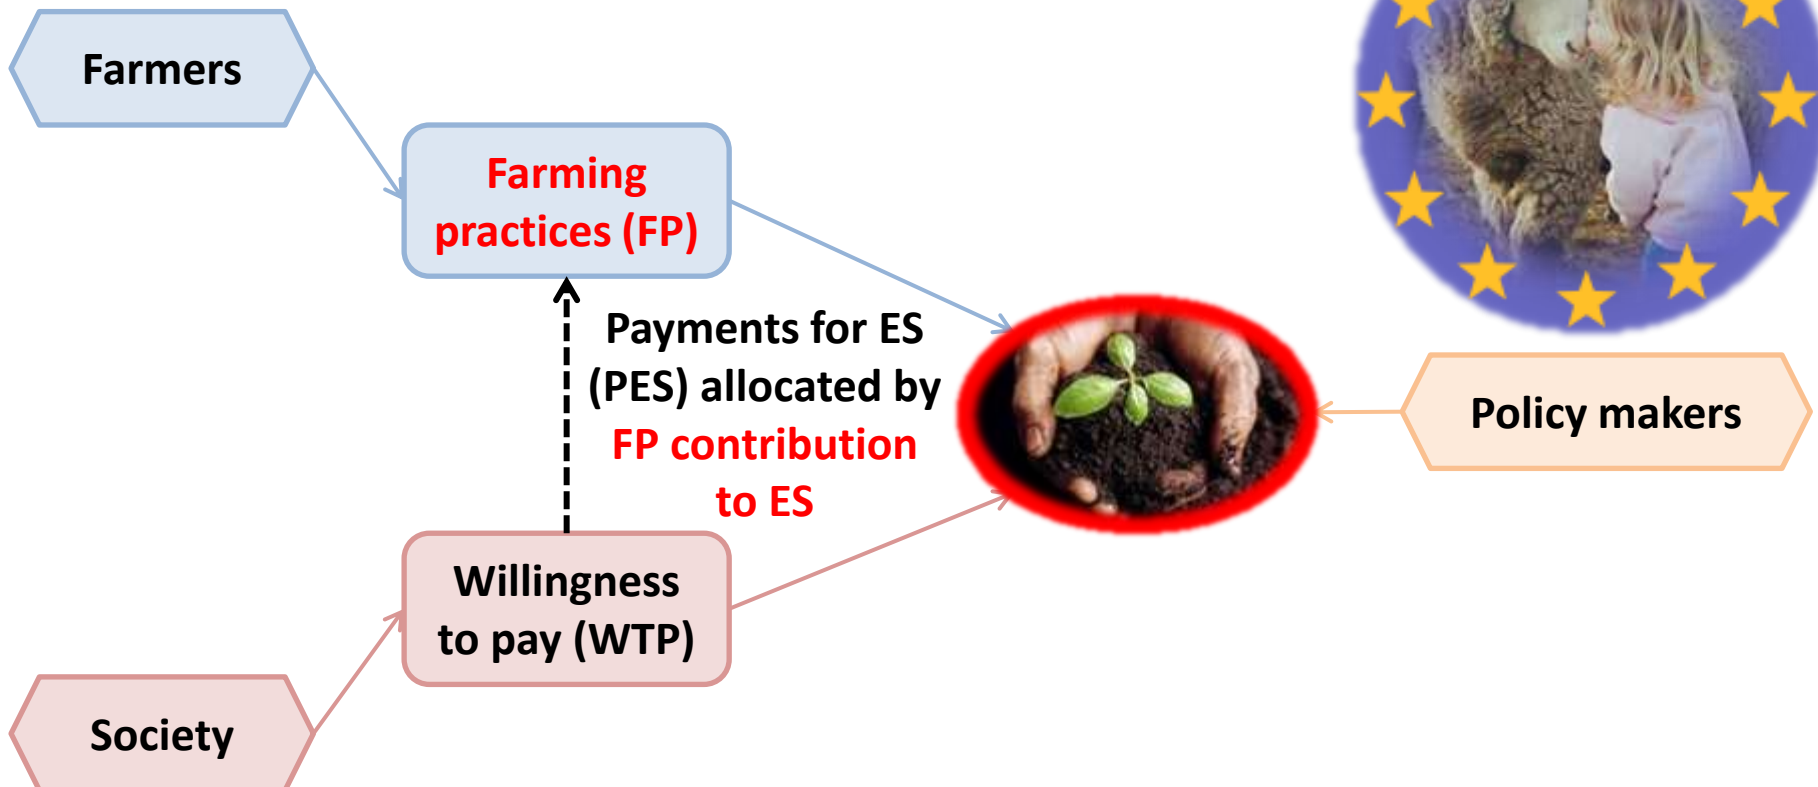 Farmers
Farming
practices (FP)
Payments for ES
(PES) allocated by
FP contribution
to ES
Policy makers
Willingness
to pay (WTP)
Society